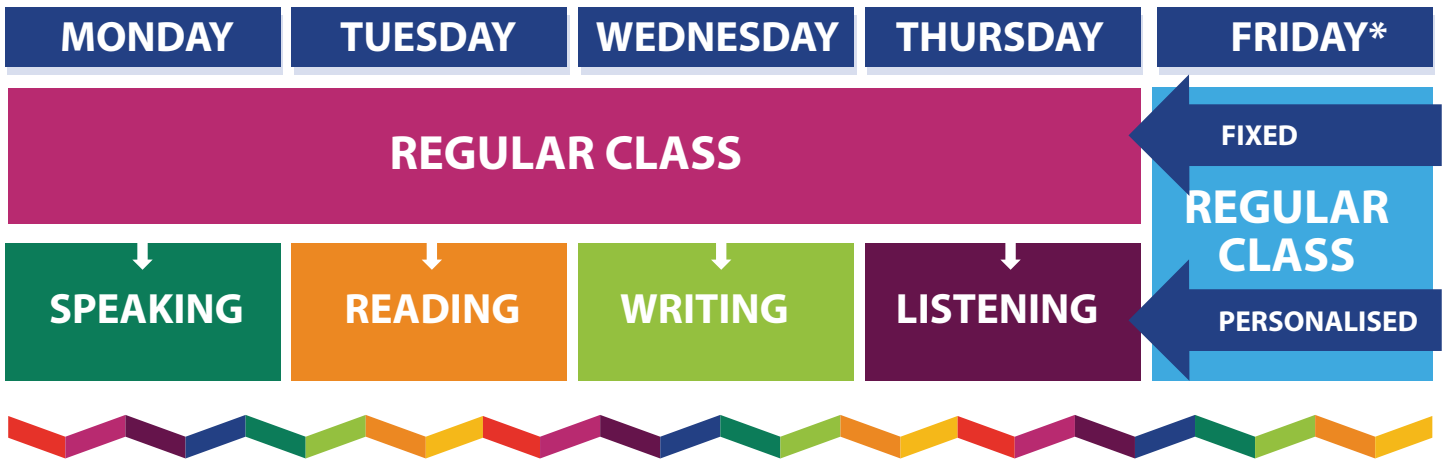 MONDAY
TUESDAY
WEDNESDAY
THURSDAY
FRIDAY*
REGULAR CLASS
FIXED
REGULAR
CLASS
SPEAKING
READING
WRITING
LISTENING
PERSONALISED